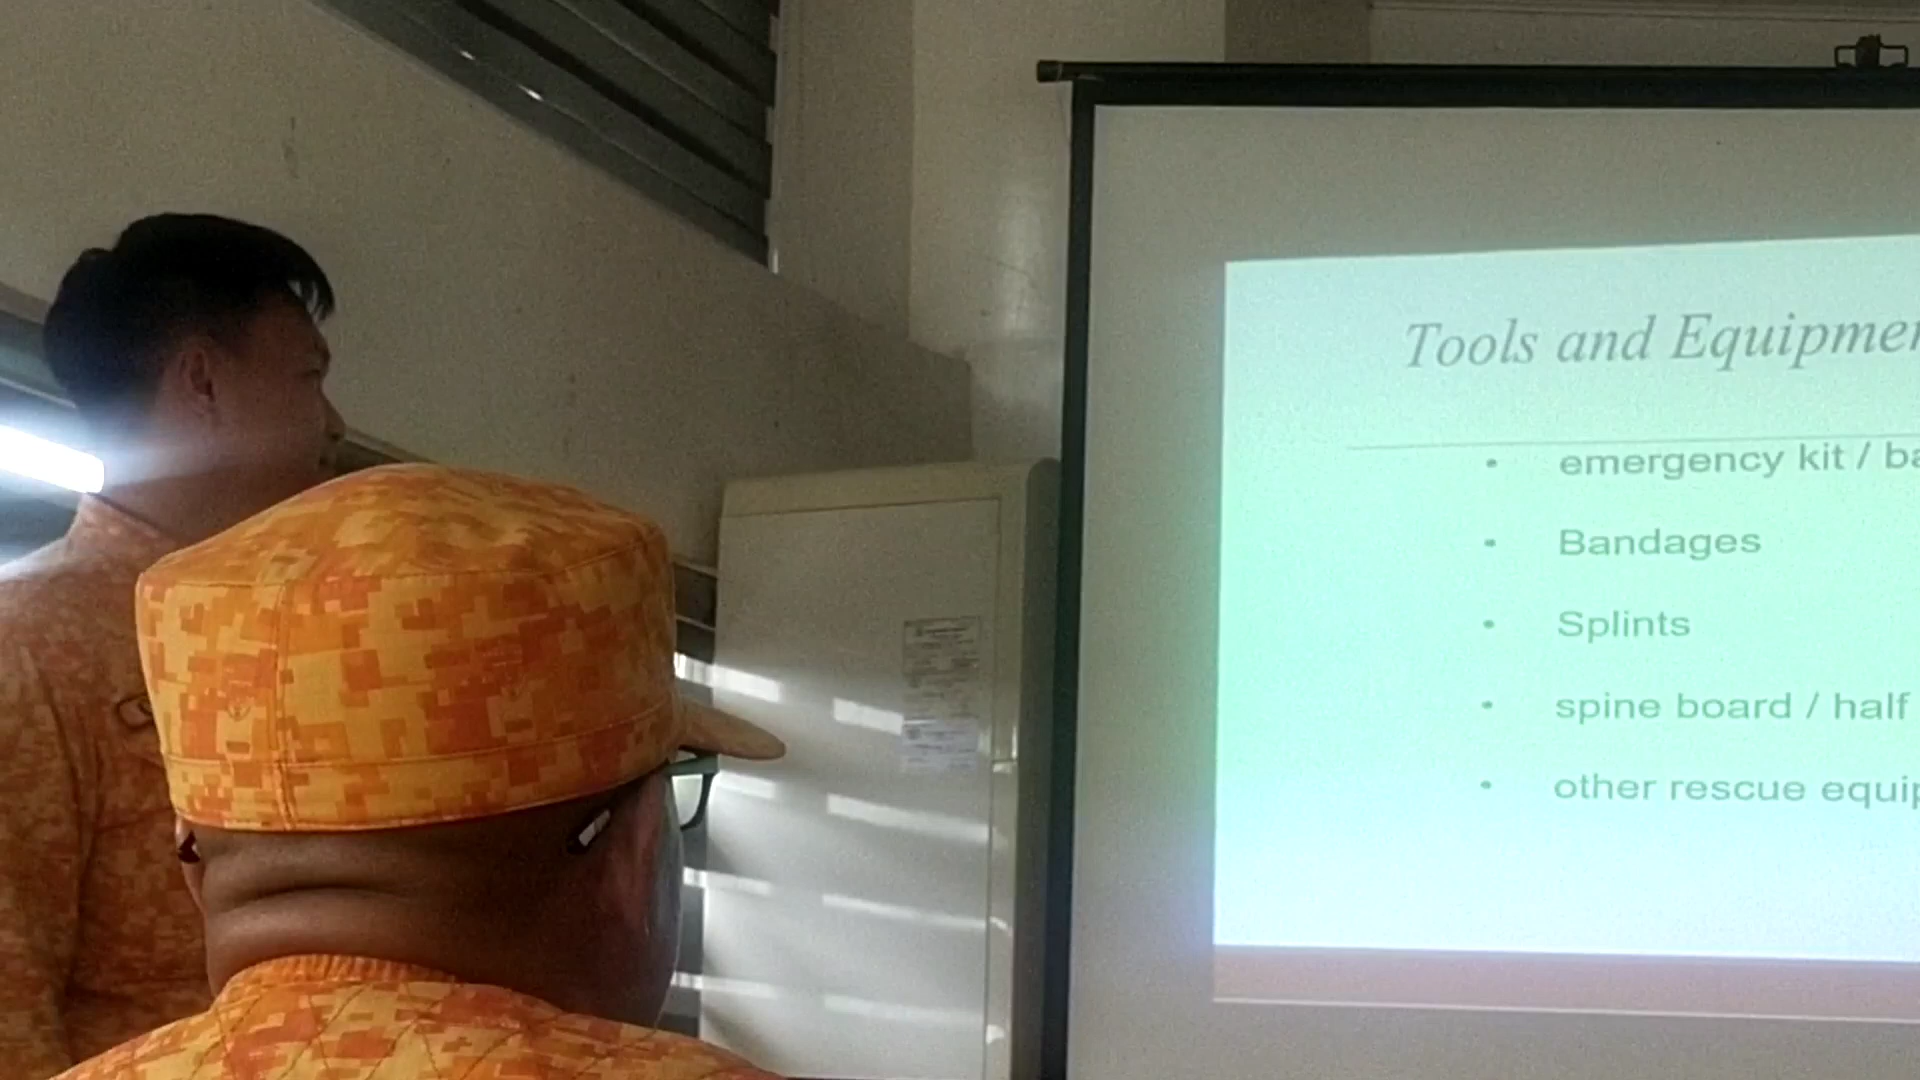 Tools and Equipmen
• emergency kit / ba
• Bandages
• Splints
• spine board / half
• other rescue equip